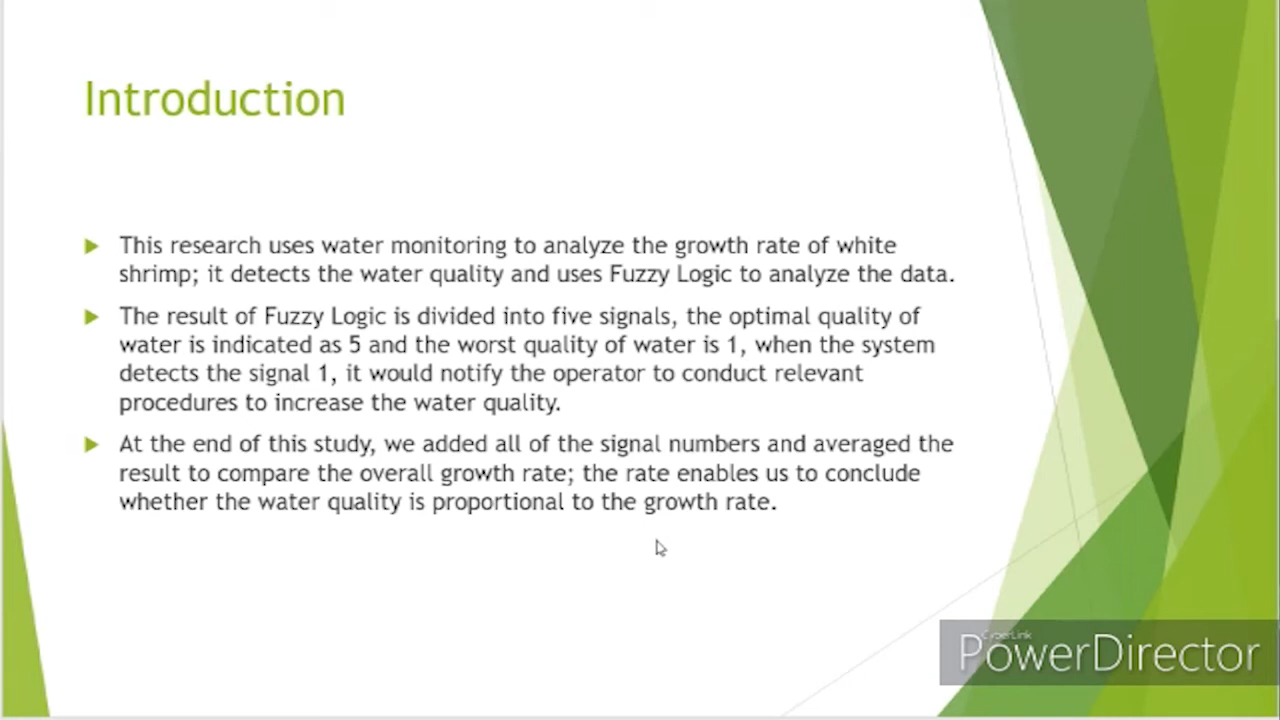 Introduction
This research uses water monitoring to analyze the growth rate of white
shrimp; it detects the water quality and uses Fuzzy Logic to analyze the data.
The result of Fuzzy Logic is divided into five signals, the optimal quality of
water is indicated as 5 and the worst quality of water is 1, when the system
detects the signal 1, it would notify the operator to conduct relevant
procedures to increase the water quality.
At the end of this study, we added all of the signal numbers and averaged the
result to compare the overall growth rate; the rate enables us to conclude
whether the water quality is proportional to the growth rate.
CyberLink
PowerDirector